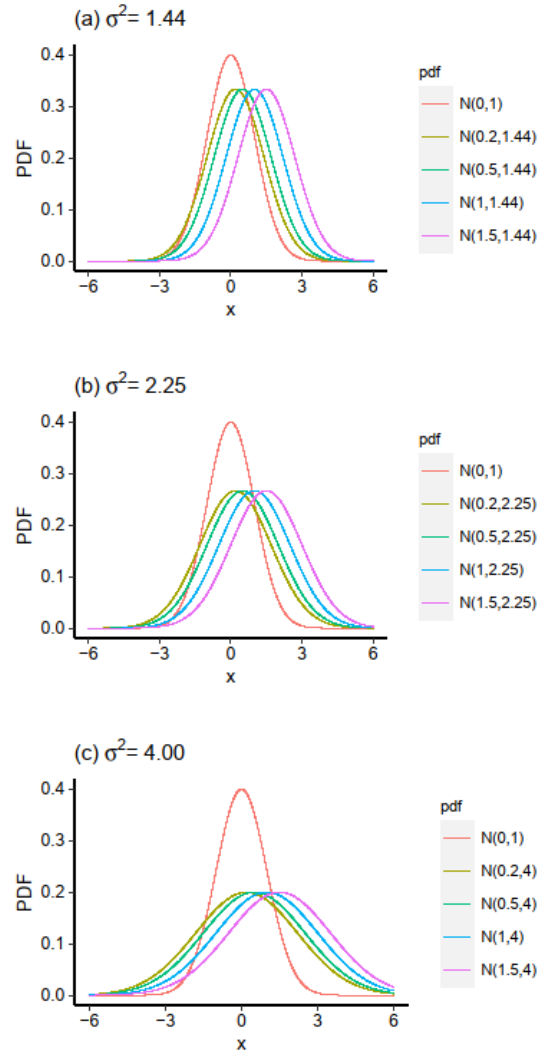 (a) σ²= 1.44
pdf
N(0,1)
N(0.2,1.44)
N(0.5,1.44)
N(1,1.44)
N(1.5,1.44)
PDF
0.4
0.3
0.2
0.1
0.0
−6 −3 0 3 6
x
(b) σ²= 2.25
pdf
N(0,1)
N(0.2,2.25)
N(0.5,2.25)
N(1,2.25)
N(1.5,2.25)
PDF
0.4
0.3
0.2
0.1
0.0
−6 −3 0 3 6
x
(c) σ²= 4.00
pdf
N(0,1)
N(0.2,4)
N(0.5,4)
N(1,4)
N(1.5,4)
PDF
0.4
0.3
0.2
0.1
0.0
−6 −3 0 3 6
x